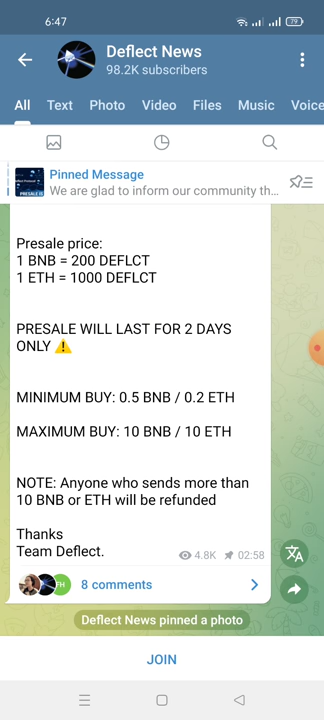 6:47
79
Deflect News
98.2K subscribers
All Text Photo Video Files Music Voice
Pinned Message
We are glad to inform our community th...
Presale price:
1 BNB = 200 DEFLCT
1 ETH = 1000 DEFLCT
PRESALE WILL LAST FOR 2 DAYS
ONLY ⚠️
MINIMUM BUY: 0.5 BNB / 0.2 ETH
MAXIMUM BUY: 10 BNB / 10 ETH
NOTE: Anyone who sends more than
10 BNB or ETH will be refunded
Thanks
Team Deflect.
4.8K 02:58
FH
8 comments
Deflect News pinned a photo
JOIN